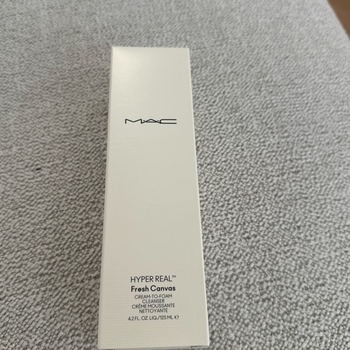 MAC
HYPER REAL™
Fresh Canvas
CREAM-TO-FOAM
CLEANSER
CRÈME MOUSSANTE
NETTOYANTE
4.2 FL. OZ. LIQ./125 ML ℮